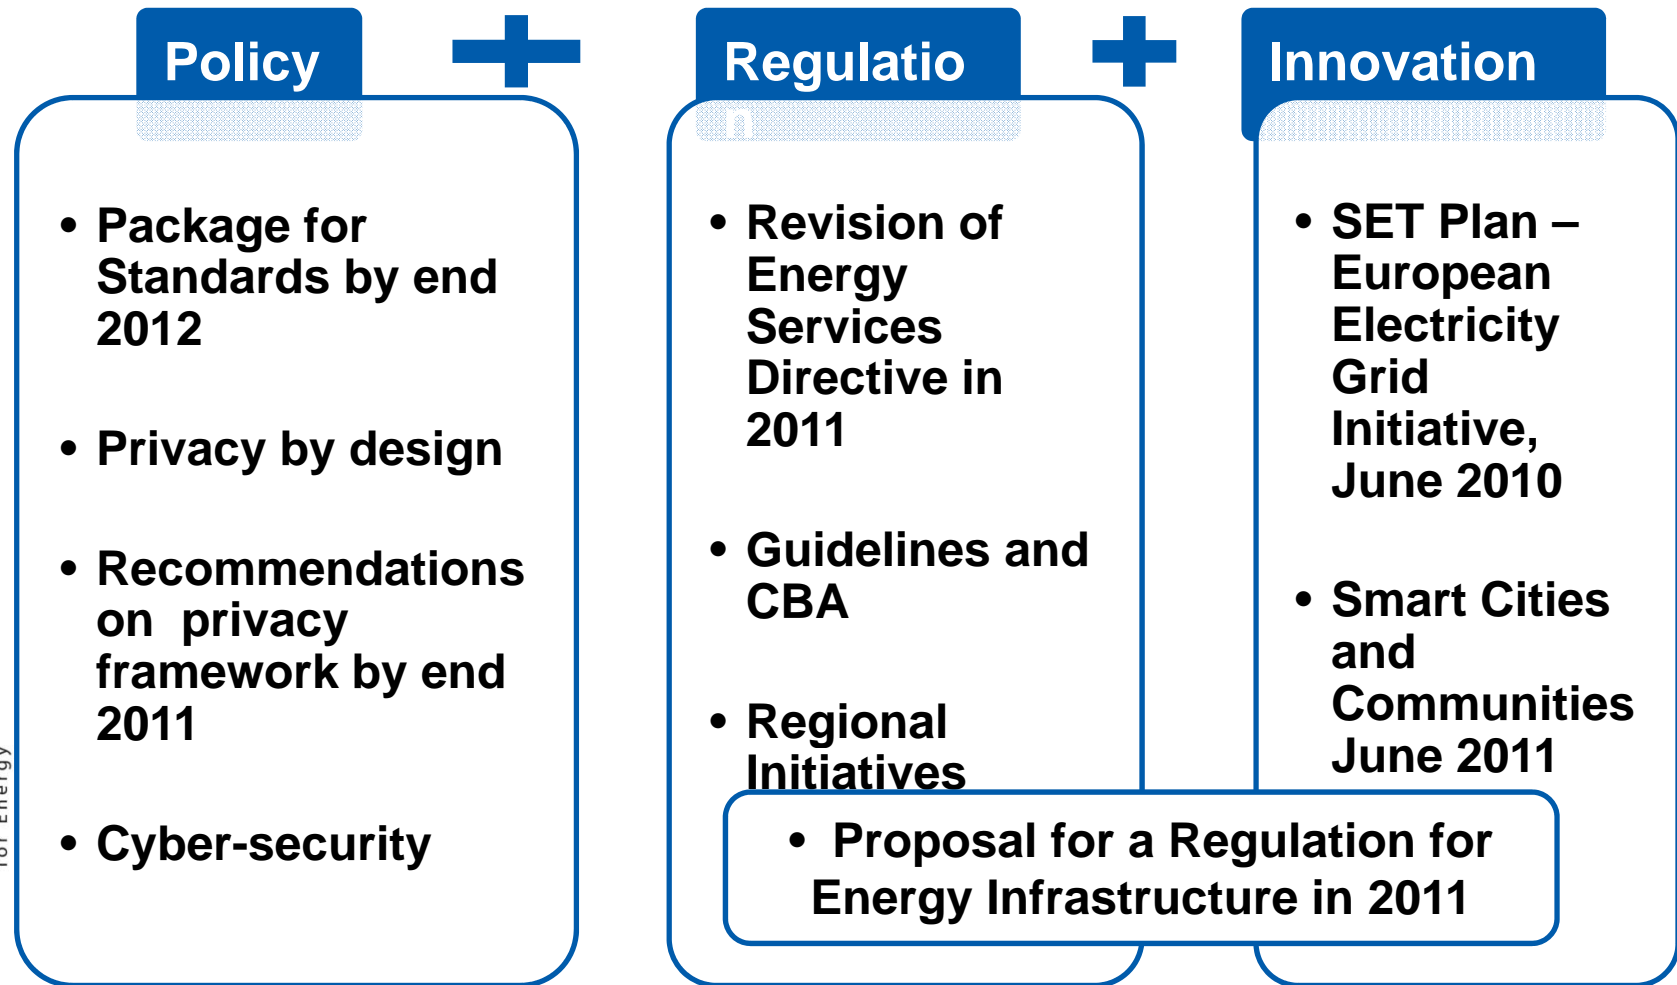 Policy
Regulatio
n
Innovation
• Package for
Standards by end
2012
• Privacy by design
• Recommendations
on privacy
framework by end
2011
• Cyber-security
• Revision of
Energy
Services
Directive in
2011
• Guidelines and
CBA
• Regional
Initiatives
• SET Plan –
European
Electricity
Grid
Initiative,
June 2010
• Smart Cities
and
Communities
June 2011
• Proposal for a Regulation for
Energy Infrastructure in 2011
for Energy